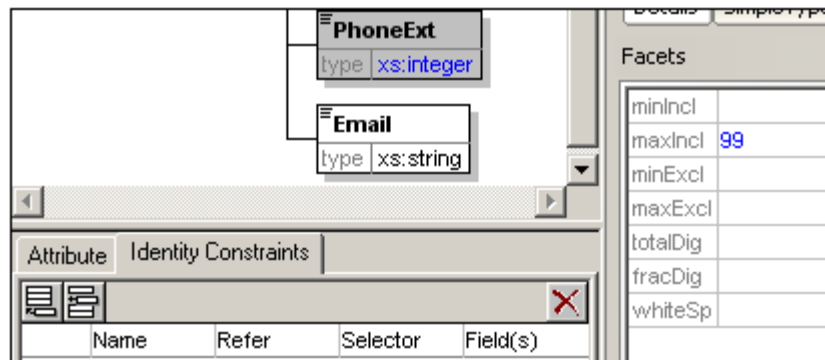 PhoneExt
type xs:integer
Email
type xs:string
Attribute
Identity Constraints
Name Refer Selector Field(s)
Details
Facets
minIncl
maxIncl 99
minExcl
maxExcl
totalDig
fracDig
whiteSp